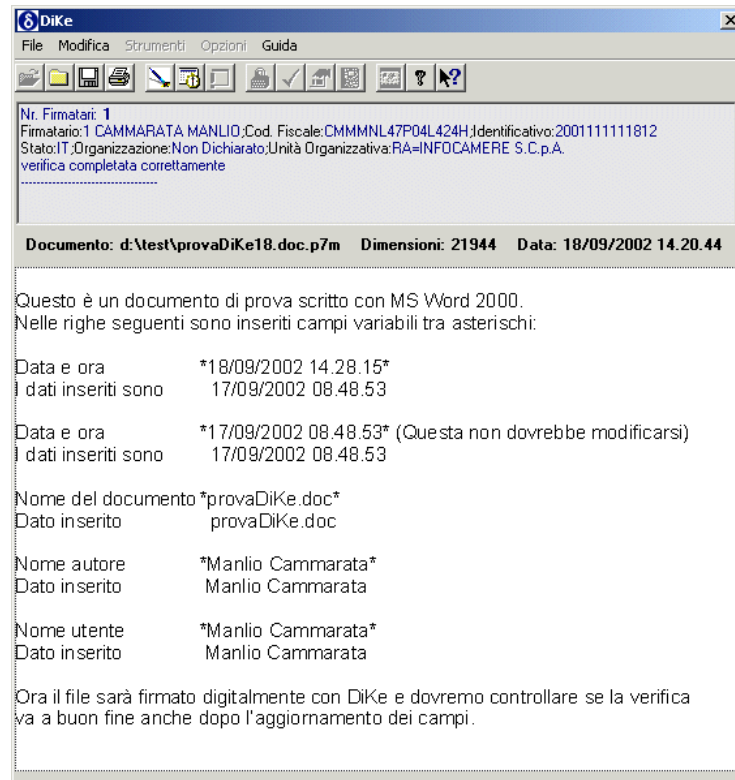 DiKe
File Modifica Strumenti Opzioni Guida
Nr. Firmatari: 1
Firmatario:1 CAMMARATA MANLIO;Cod. Fiscale:CMMMNL47P04L424H;Identificativo:2001111111812
Stato:IT;Organizzazione:Non Dichiarato;Unità Organizzativa:RA=INFOCAMERE S.C.p.A.
verifica completata correttamente
-----------------------------------
Documento: d:\test\provaDiKe18.doc.p7m Dimensioni: 21944 Data: 18/09/2002 14.20.44
Questo è un documento di prova scritto con MS Word 2000.
Nelle righe seguenti sono inseriti campi variabili tra asterischi:
Data e ora *18/09/2002 14.28.15*
I dati inseriti sono 17/09/2002 08.48.53
Data e ora *17/09/2002 08.48.53* (Questa non dovrebbe modificarsi)
I dati inseriti sono 17/09/2002 08.48.53
Nome del documento *provaDiKe.doc*
Dato inserito provaDiKe.doc
Nome autore *Manlio Cammarata*
Dato inserito Manlio Cammarata
Nome utente *Manlio Cammarata*
Dato inserito Manlio Cammarata
Ora il file sarà firmato digitalmente con DiKe e dovremo controllare se la verifica
va a buon fine anche dopo l'aggiornamento dei campi.